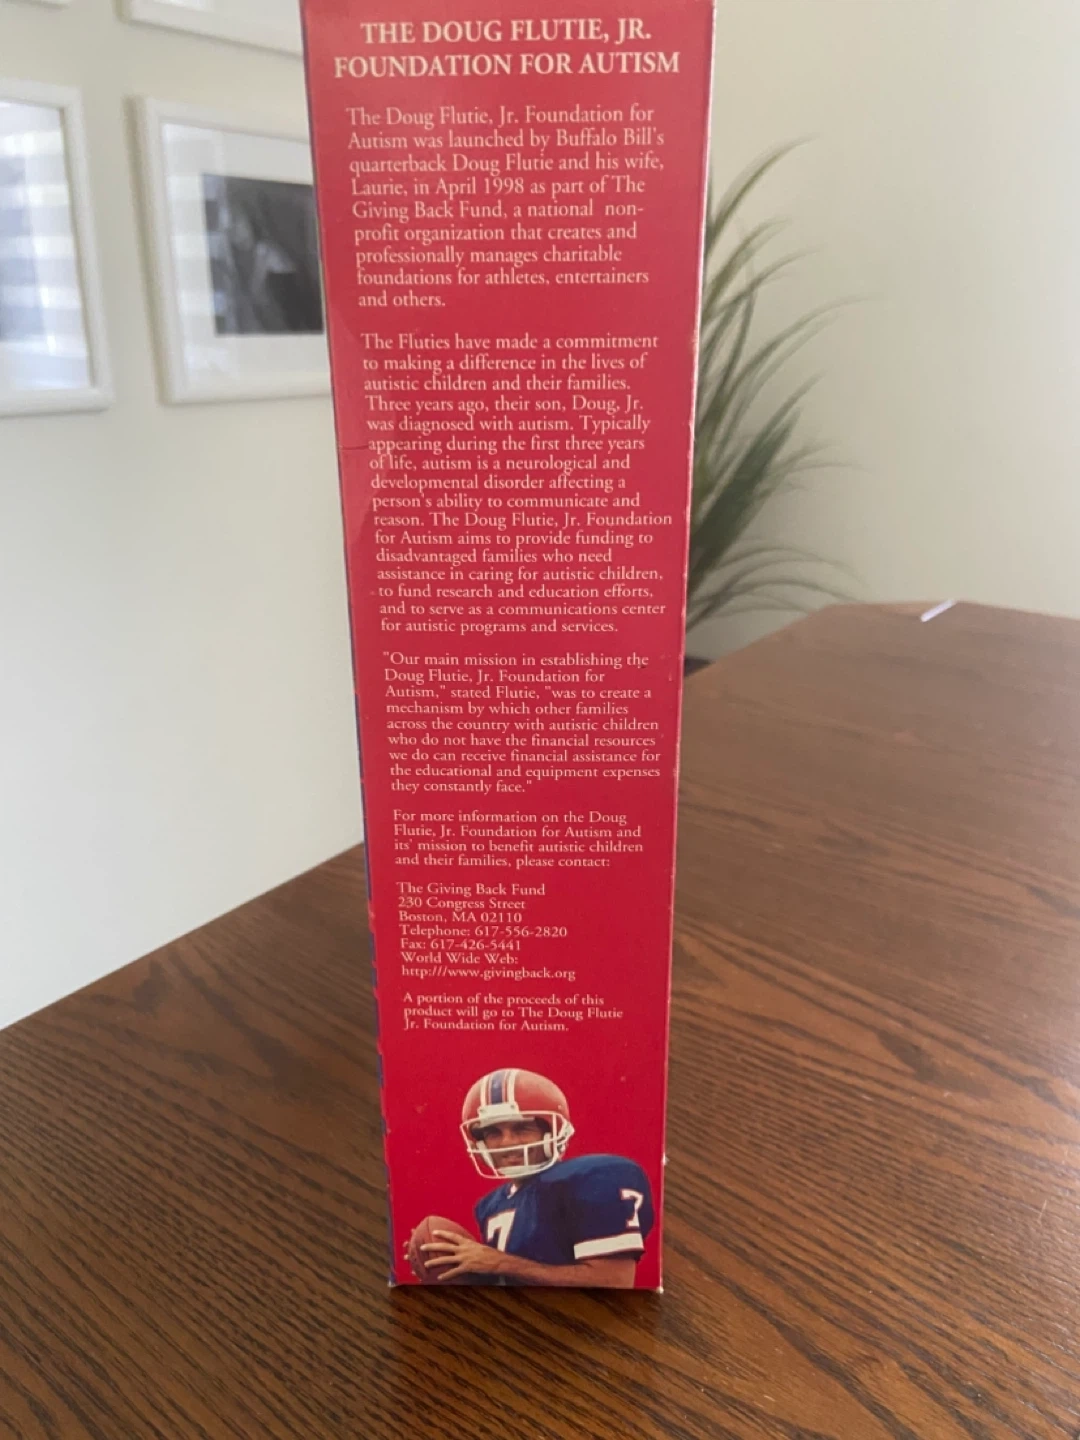 THE DOUG FLUTIE, JR.
FOUNDATION FOR AUTISM
The Doug Flutie, Jr. Foundation for
Autism was launched by Buffalo Bill's
quarterback Doug Flutie and his wife,
Laurie, in April 1998 as part of The
Giving Back Fund, a national non-
profit organization that creates and
professionally manages charitable
foundations for athletes, entertainers
and others.
The Fluties have made a commitment
to making a difference in the lives of
autistic children and their families.
Three years ago, their son, Doug, Jr.
was diagnosed with autism. Typically
appearing during the first three years
of life, autism is a neurological and
developmental disorder affecting a
person's ability to communicate and
reason. The Doug Flutie, Jr. Foundation
for Autism aims to provide funding to
disadvantaged families who need
assistance in caring for autistic children,
to fund research and education efforts,
and to serve as a communications center
for autistic programs and services.
"Our main mission in establishing the
Doug Flutie, Jr. Foundation for
Autism," stated Flutie, "was to create a
mechanism by which other families
across the country with autistic children
who do not have the financial resources
we do can receive financial assistance for
the educational and equipment expenses
they constantly face."
For more information on the Doug
Flutie, Jr. Foundation for Autism and
its' mission to benefit autistic children
and their families, please contact:
The Giving Back Fund
230 Congress Street
Boston, MA 02110
Telephone: 617-556-2820
Fax: 617-426-5441
World Wide Web:
http:///www.givingback.org
A portion of the proceeds of this
product will go to The Doug Flutie
Jr. Foundation for Autism.
7
7